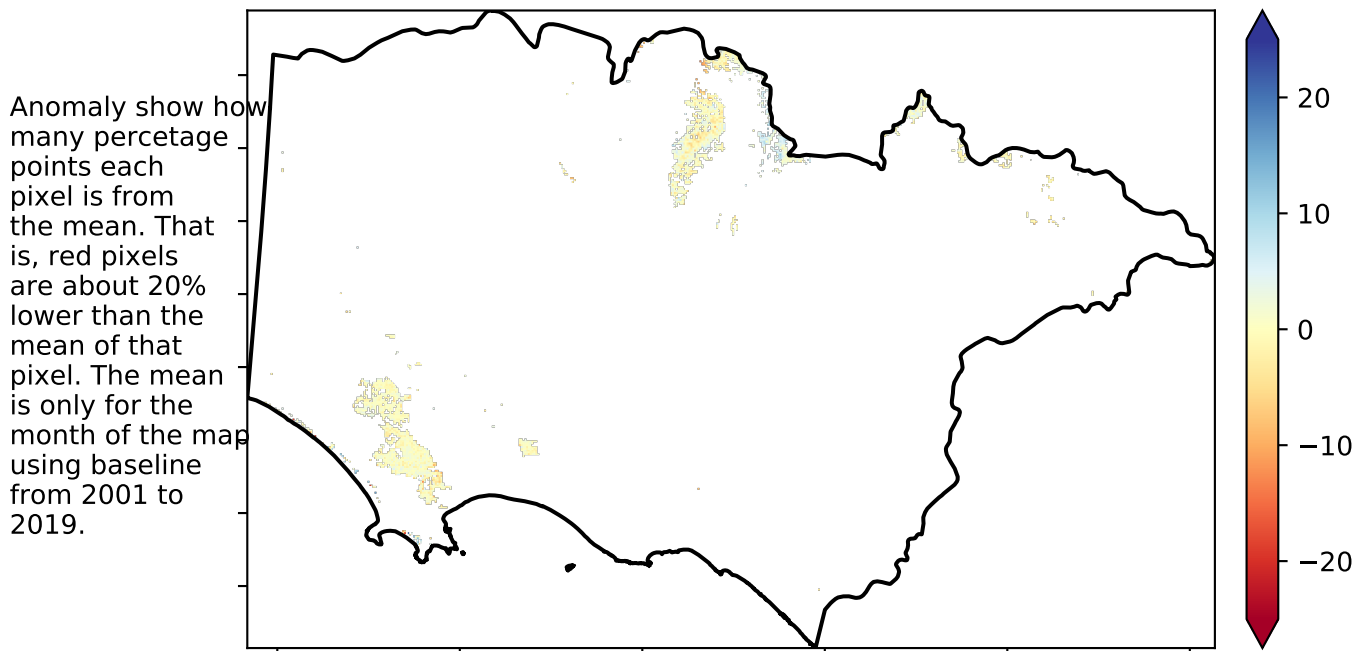 Anomaly show how
many percetage
points each
pixel is from
the mean. That
is, red pixels
are about 20%
lower than the
mean of that
pixel. The mean
is only for the
month of the map
using baseline
from 2001 to
2019.
20
10
0
−10
−20